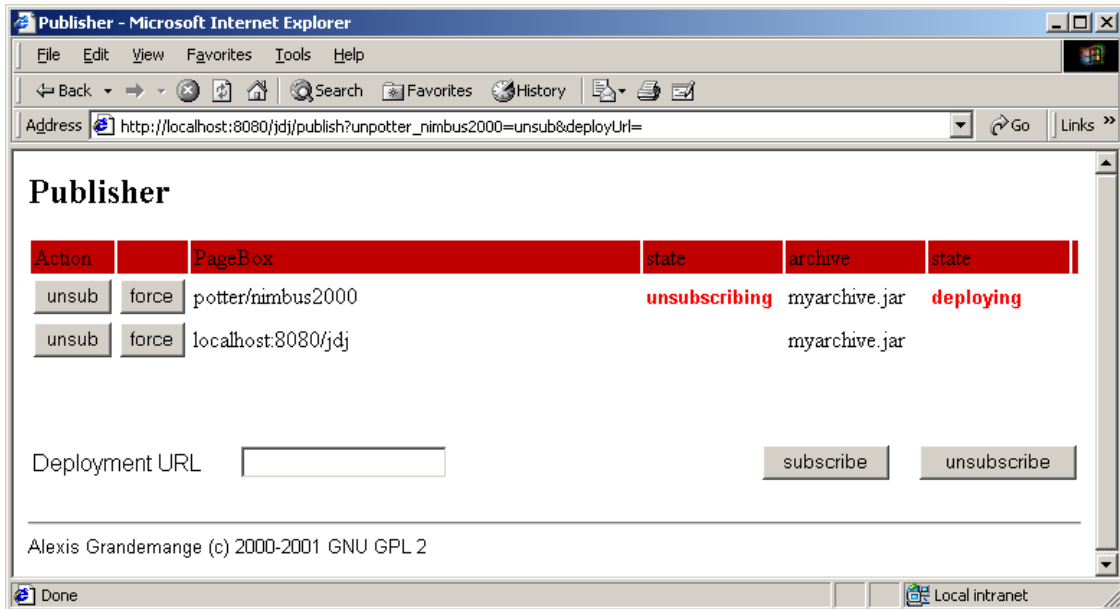 Publisher - Microsoft Internet Explorer
File Edit View Favorites Tools Help
Back Search Favorites History
Address http://localhost:8080/jdj/publish?unpotter_nimbus2000=unsub&deployUrl= Go Links »
Publisher
Action PageBox state archive state
unsub force potter/nimbus2000 unsubscribing myarchive.jar deploying
unsub force localhost:8080/jdj myarchive.jar
Deployment URL subscribe unsubscribe
Alexis Grandemange (c) 2000-2001 GNU GPL 2
Done Local intranet